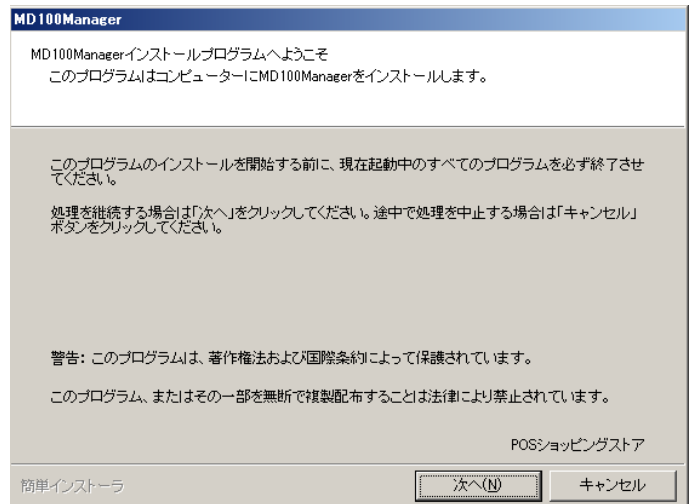 MD100Manager
MD100Managerインストールプログラムへようこそ
このプログラムはコンピューターにMD100Managerをインストールします。
このプログラムのインストールを開始する前に、現在起動中のすべてのプログラムを必ず終了させ
てください。
処理を継続する場合は「次へ」をクリックしてください。途中で処理を中止する場合は「キャンセル」
ボタンをクリックしてください。
警告: このプログラムは、著作権法および国際条約によって保護されています。
このプログラム、またはその一部を無断で複製配布することは法律により禁止されています。
POSショッピングストア
簡単インストーラ
次へ(N)
キャンセル